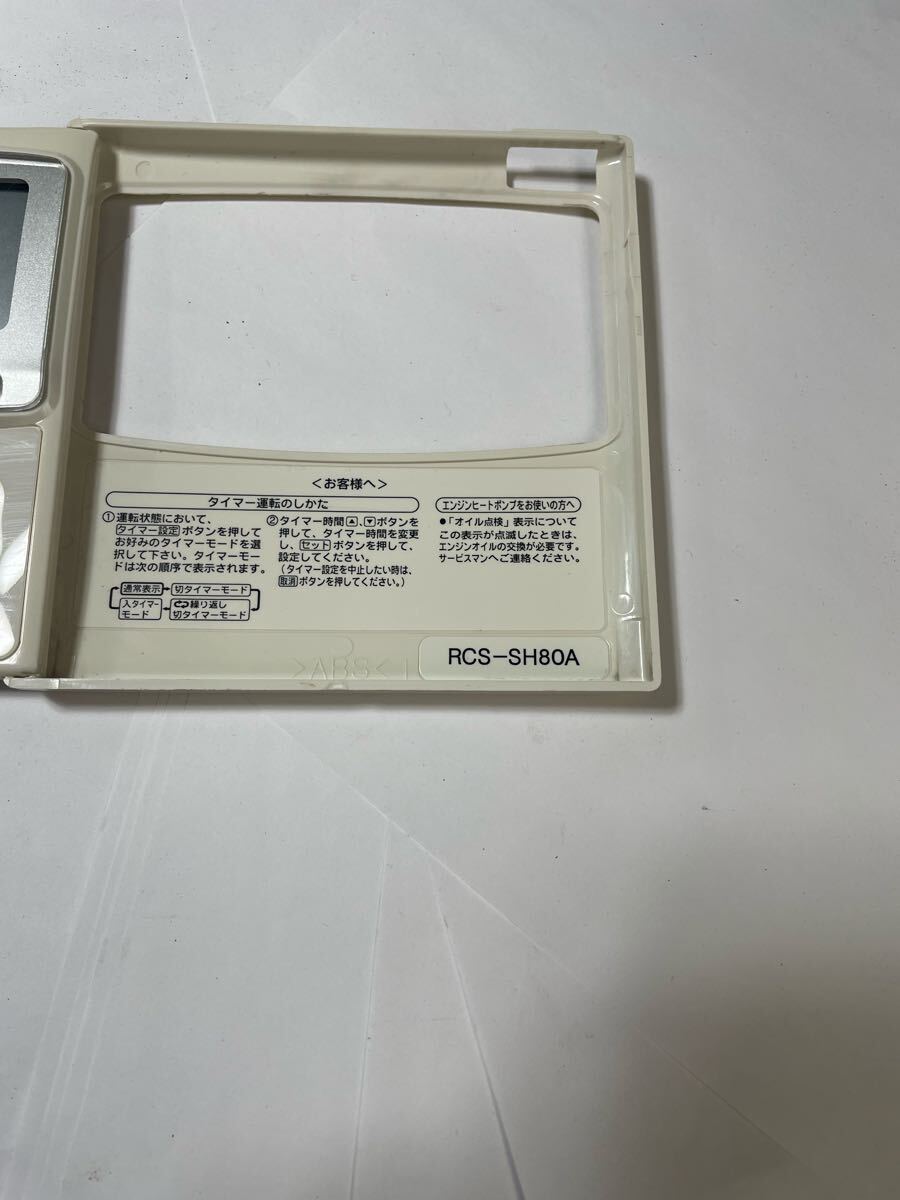 ＜お客様へ＞
タイマー運転のしかた
①運転状態において、
タイマー設定ボタンを押して
お好みのタイマーモードを選
択して下さい。タイマーモー
ドは次の順序で表示されます。
通常表示 切タイマーモード
入タイマーモード 繰り返し切タイマーモード
②タイマー時間▲、▼ボタンを
押して、タイマー時間を変更
し、セットボタンを押して、
設定してください。
(タイマー設定を中止したい時は、
取消ボタンを押してください。)
エンジンヒートポンプをお使いの方へ
●「オイル点検」表示について
この表示が点滅したときは、
エンジンオイルの交換が必要です。
サービスマンへご連絡ください。
>ABS<
RCS-SH80A